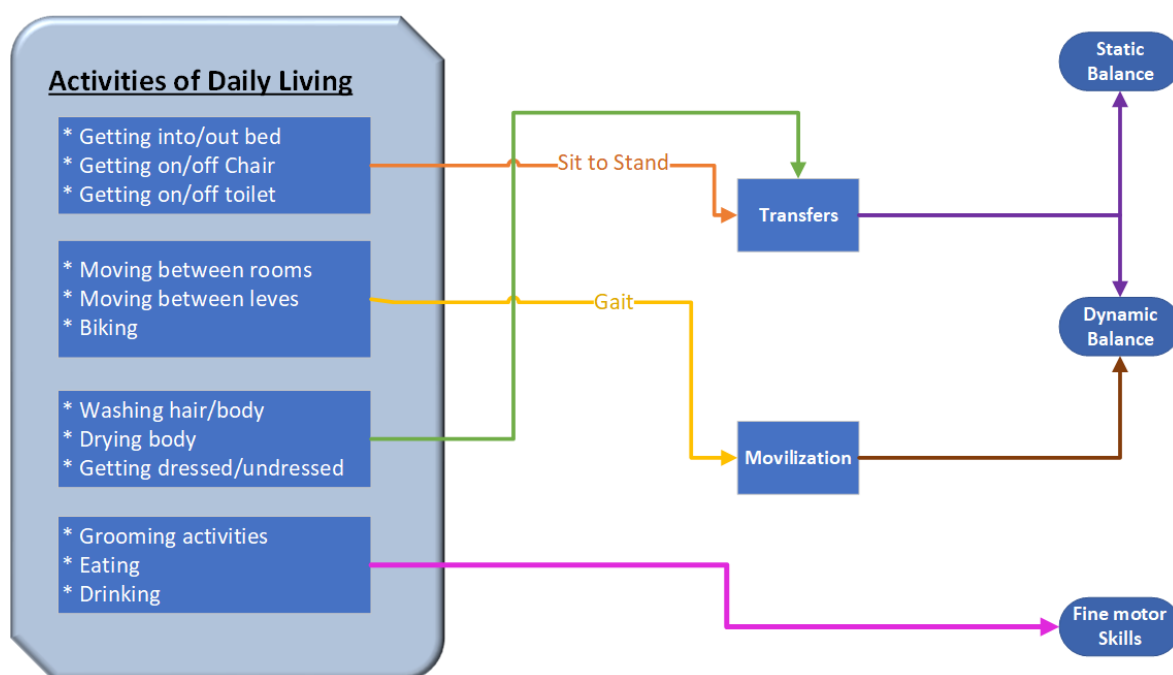 Activities of Daily Living
* Getting into/out bed
* Getting on/off Chair
* Getting on/off toilet
* Moving between rooms
* Moving between leves
* Biking
* Washing hair/body
* Drying body
* Getting dressed/undressed
* Grooming activities
* Eating
* Drinking
Sit to Stand
Gait
Transfers
Movilization
Static
Balance
Dynamic
Balance
Fine motor
Skills